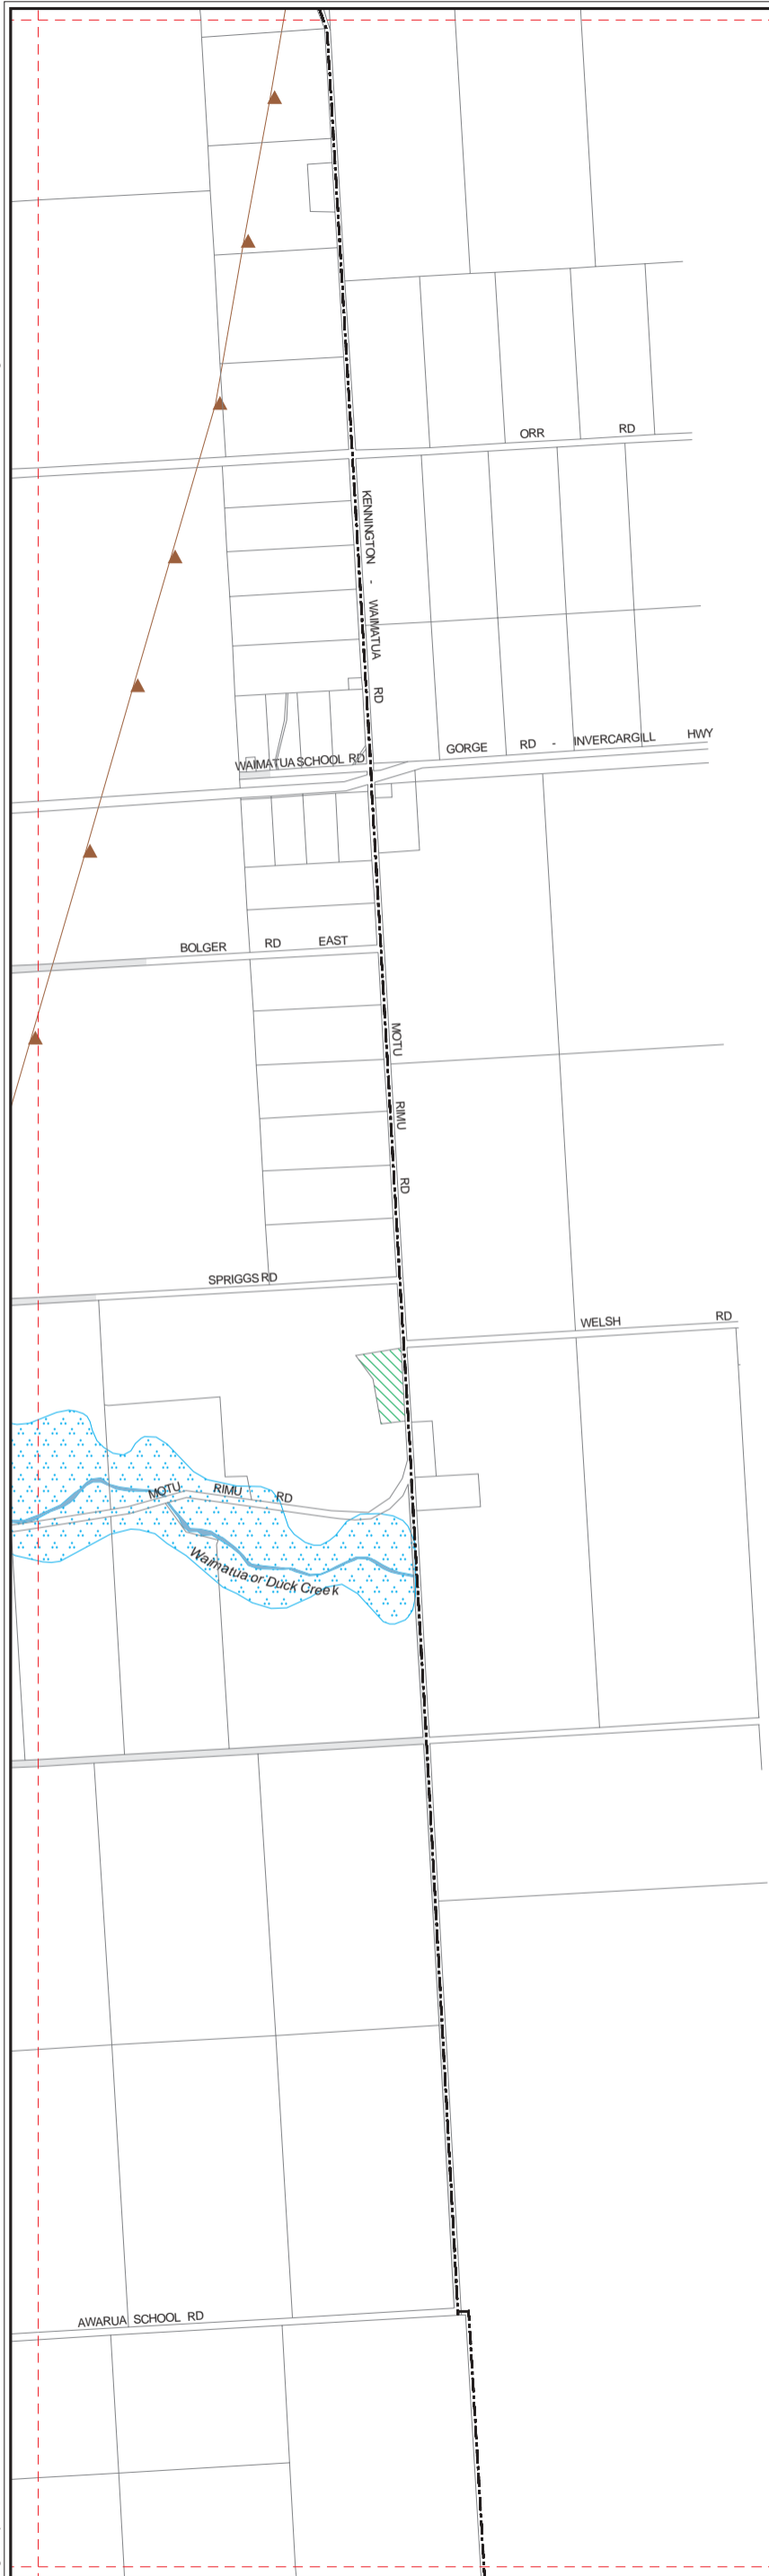 ORR RD
KENNINGTON - WAIMATUA RD
GORGE RD - INVERCARGILL HWY
WAIMATUA SCHOOL RD
BOLGER RD EAST
MOTU RIMU RD
SPRIGGS RD
WELSH RD
MOTU RIMU RD
Waimatua or Duck Creek
AWARUA SCHOOL RD